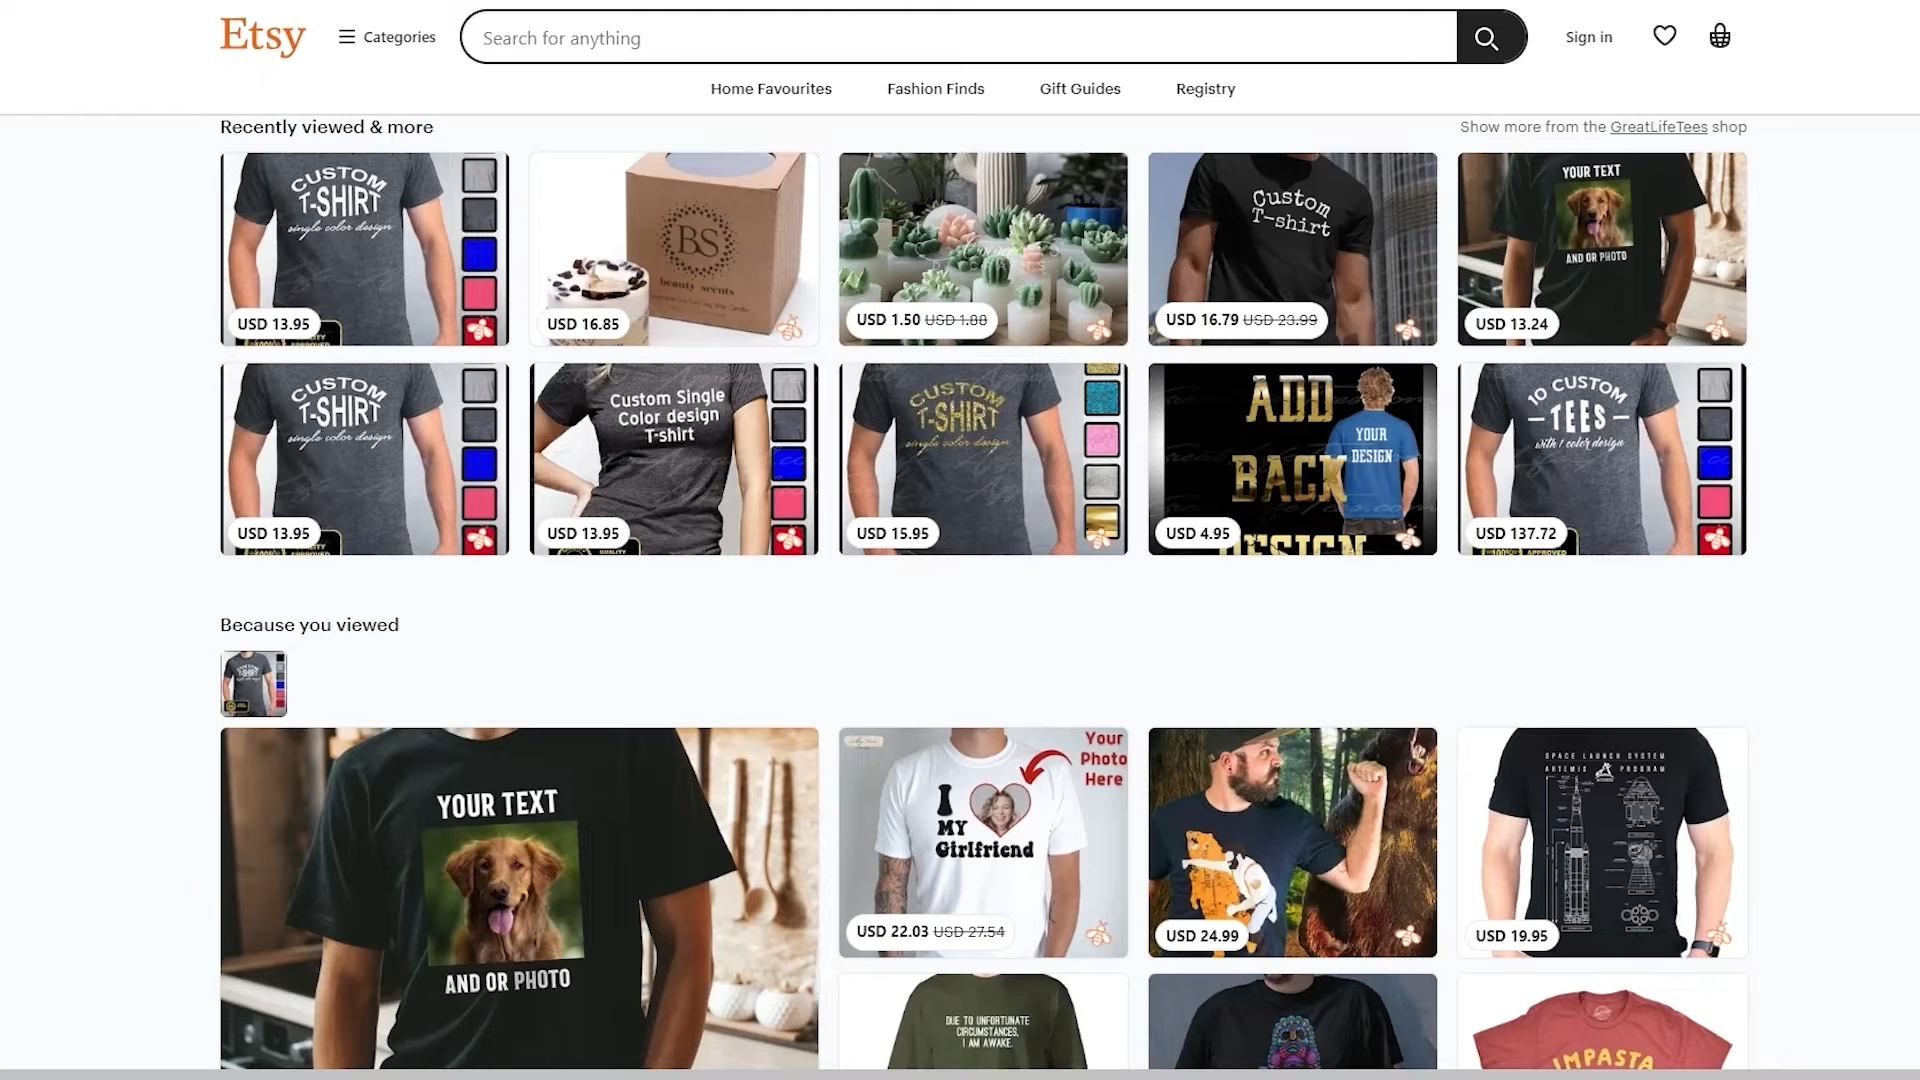 Etsy
Categories
Search for anything
Sign in
Home Favourites
Fashion Finds
Gift Guides
Registry
Recently viewed & more
Show more from the GreatLifeTees shop
CUSTOM
T-SHIRT
single color design
USD 13.95
BS
beauty scents
USD 16.85
USD 1.50 USD 1.88
Custom
T-shirt
USD 16.79 USD 23.99
YOUR TEXT
AND OR PHOTO
USD 13.24
CUSTOM
T-SHIRT
single color design
USD 13.95
Custom Single
Color design
T-shirt
USD 13.95
CUSTOM
T-SHIRT
single color design
USD 15.95
ADD
BACK
DESIGN
YOUR
DESIGN
USD 4.95
10 CUSTOM
TEES
with 1 color design
USD 137.72
Because you viewed
CUSTOM
T-SHIRT
YOUR TEXT
AND OR PHOTO
Your
Photo
Here
I
MY
Girlfriend
USD 22.03 USD 27.54
USD 24.99
SPACE LAUNCH SYSTEM
ARTEMIS PROGRAM
USD 19.95
DUE TO UNFORTUNATE
CIRCUMSTANCES,
I AM AWAKE.
IMPASTA